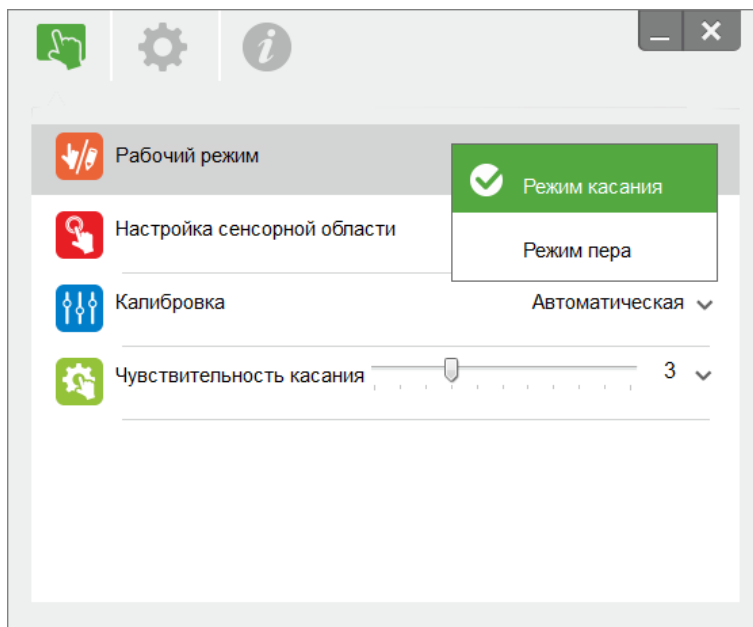 Рабочий режим
Режим касания
Настройка сенсорной области
Режим пера
Калибровка
Автоматическая
Чувствительность касания
3